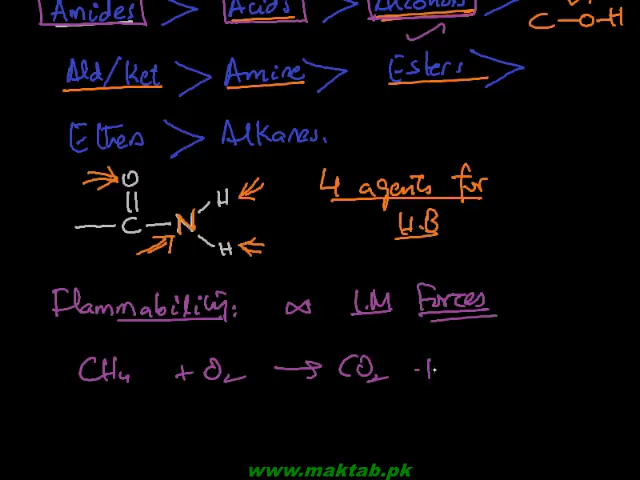 Amides > Acids > Alcohols >
C—O—H
Ald/Ket > Amine > Esters >
Ethers > Alkanes.
O
H
—C—N
H
4 agents for
H.B
Flammability: ∝ I.M Forces
CH₄ + O₂ → CO₂ +
www.maktab.pk